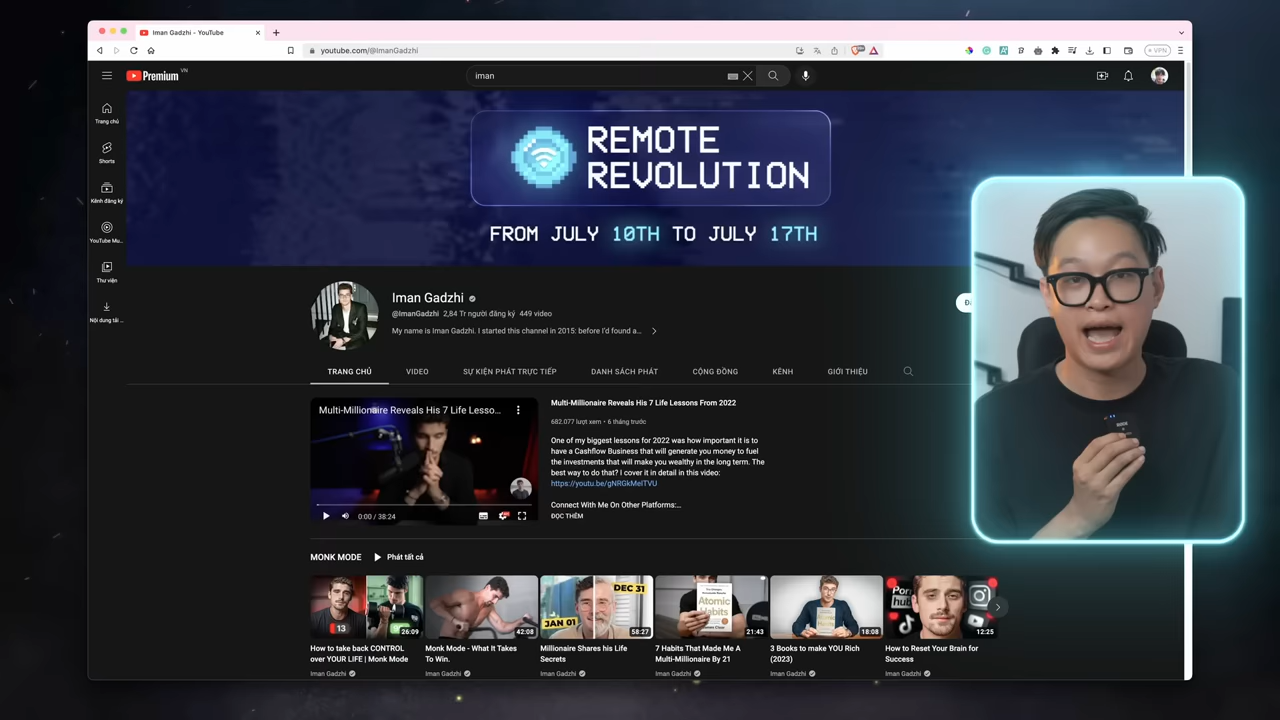 Iman Gadzhi - YouTube
youtube.com/@ImanGadzhi
VPN
Premium VN
iman
Trang chủ
Shorts
Kênh đăng ký
YouTube Mu...
Thư viện
Nội dung tải ...
REMOTE
REVOLUTION
FROM JULY 10TH TO JULY 17TH
Iman Gadzhi
@ImanGadzhi 2,84 Tr người đăng ký 449 video
My name is Iman Gadzhi. I started this channel in 2015: before I'd found a...
TRANG CHỦ VIDEO SỰ KIỆN PHÁT TRỰC TIẾP DANH SÁCH PHÁT CỘNG ĐỒNG KÊNH GIỚI THIỆU
Multi-Millionaire Reveals His 7 Life Lesso...
0:00 / 38:24
Multi-Millionaire Reveals His 7 Life Lessons From 2022
682.077 lượt xem • 6 tháng trước
One of my biggest lessons for 2022 was how important it is to
have a Cashflow Business that will generate you money to fuel
the investments that will make you wealthy in the long term. The
best way to do that? I cover it in detail in this video:
https://youtu.be/gNRGkMeITVU
Connect With Me On Other Platforms:...
ĐỌC THÊM
MONK MODE Phát tất cả
13
26:09
42:08
JAN 01
DEC 31
58:27
Atomic
Habits
21:43
18:08
Porn
hub
12:25
How to take back CONTROL
over YOUR LIFE | Monk Mode
Iman Gadzhi
Monk Mode - What It Takes
To Win.
Iman Gadzhi
Millionaire Shares his Life
Secrets
Iman Gadzhi
7 Habits That Made Me A
Multi-Millionaire By 21
Iman Gadzhi
3 Books to make YOU Rich
(2023)
Iman Gadzhi
How to Reset Your Brain for
Success
Iman Gadzhi